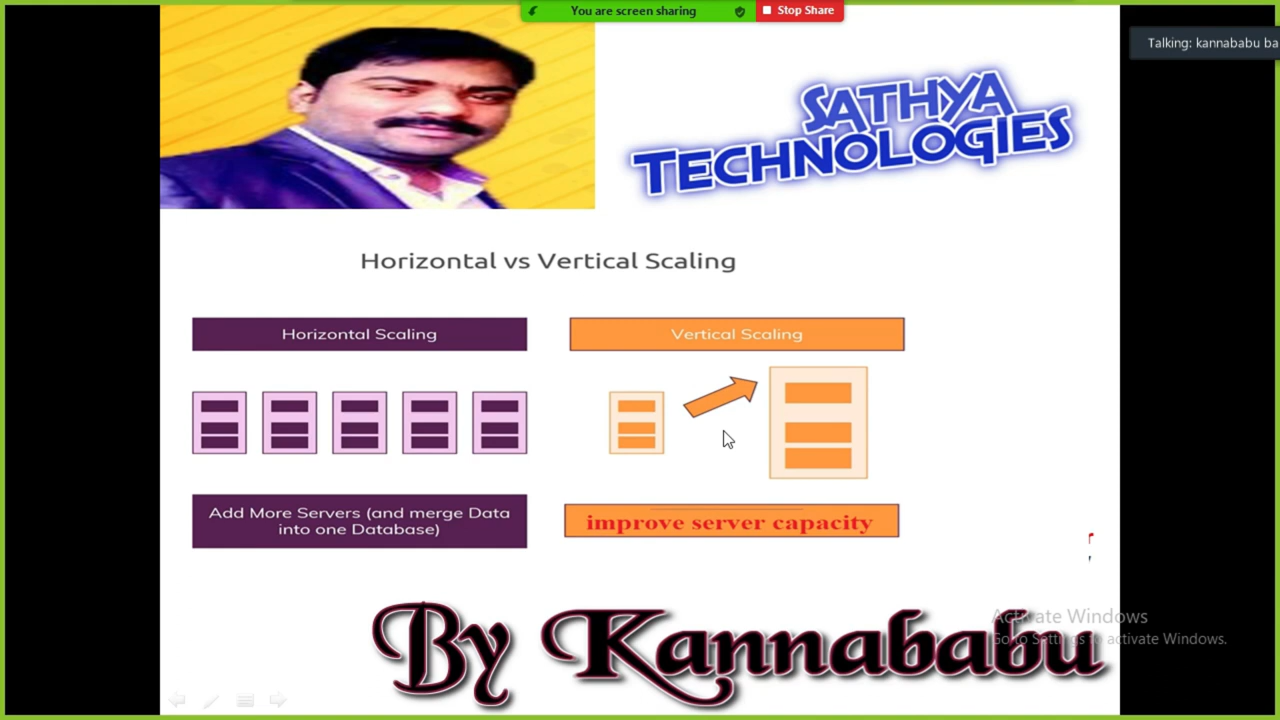 You are screen sharing
Stop Share
Talking: kannababu ba
SATHYA
TECHNOLOGIES
Horizontal vs Vertical Scaling
Horizontal Scaling
Vertical Scaling
Add More Servers (and merge Data
into one Database)
improve server capacity
By Kannababu
Activate Windows
Go to Settings to activate Windows.